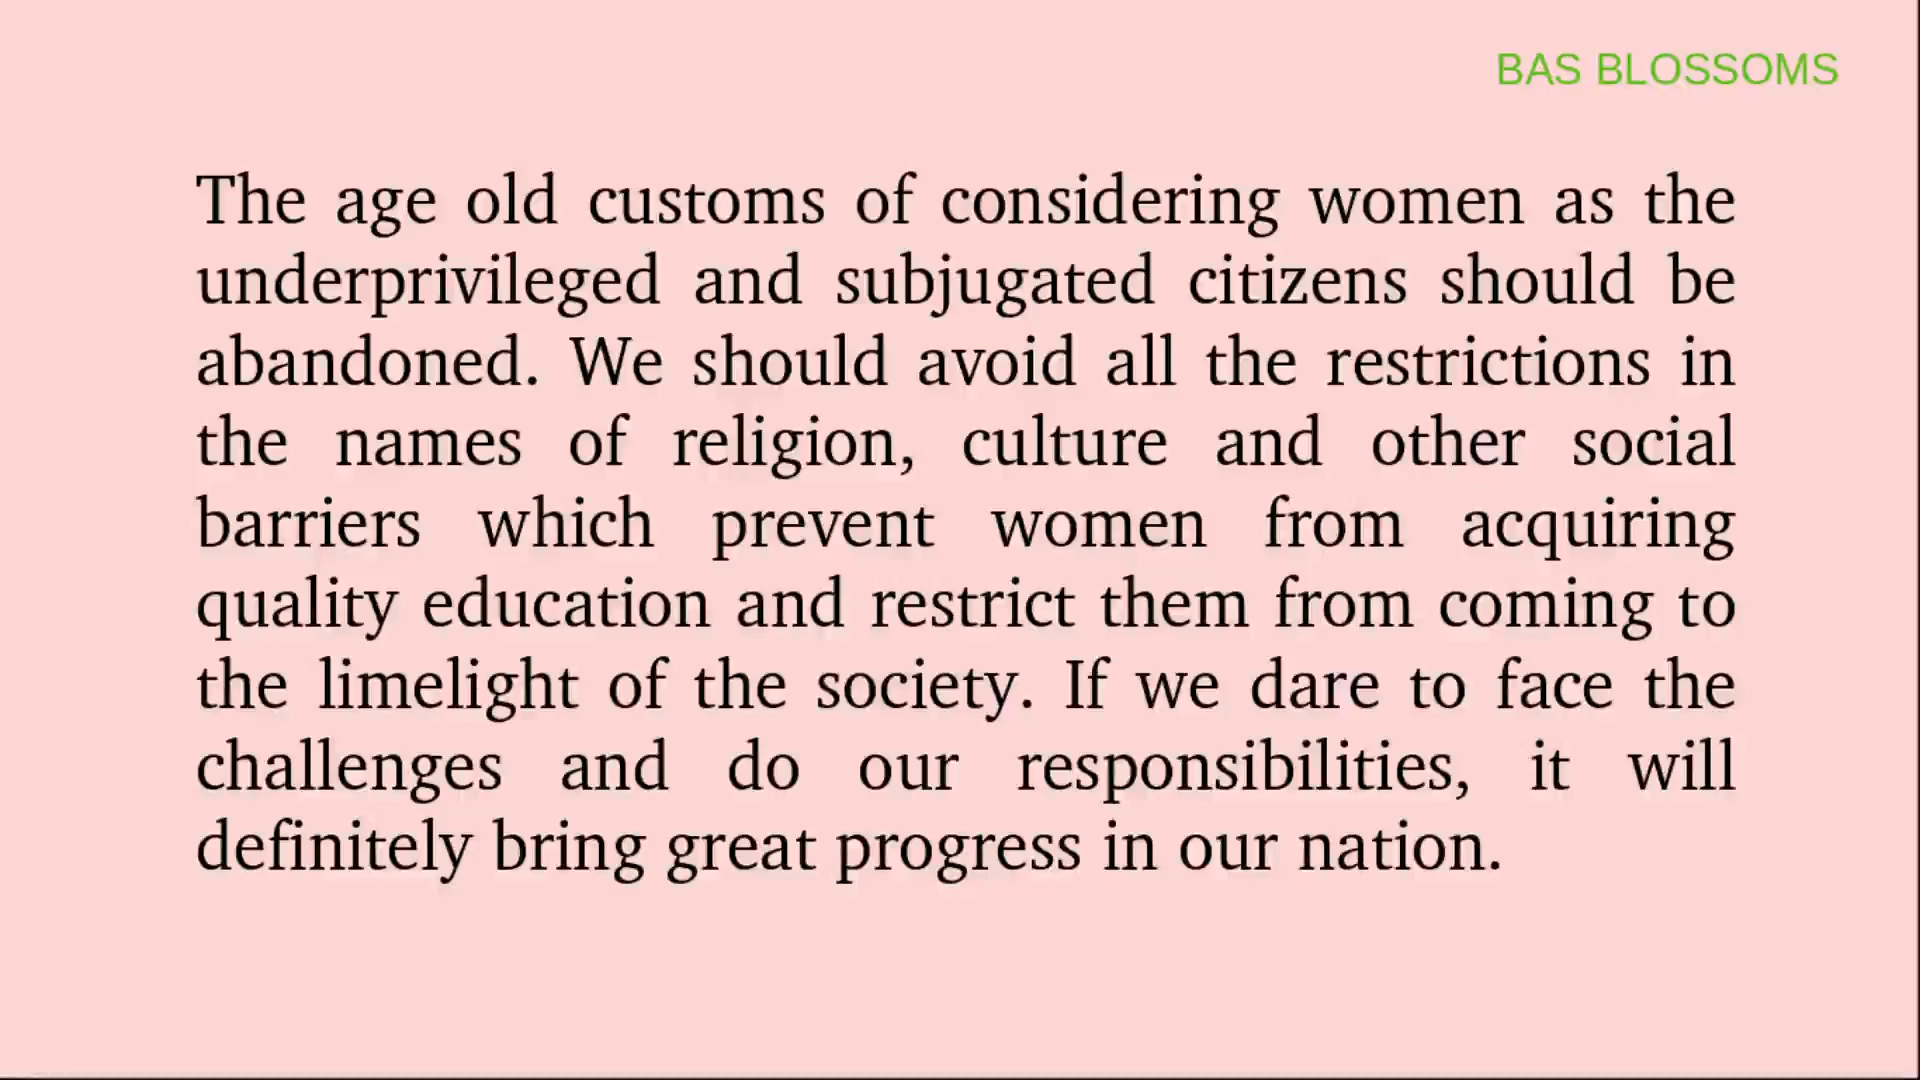 BAS BLOSSOMS
The age old customs of considering women as the
underprivileged and subjugated citizens should be
abandoned. We should avoid all the restrictions in
the names of religion, culture and other social
barriers which prevent women from acquiring
quality education and restrict them from coming to
the limelight of the society. If we dare to face the
challenges and do our responsibilities, it will
definitely bring great progress in our nation.